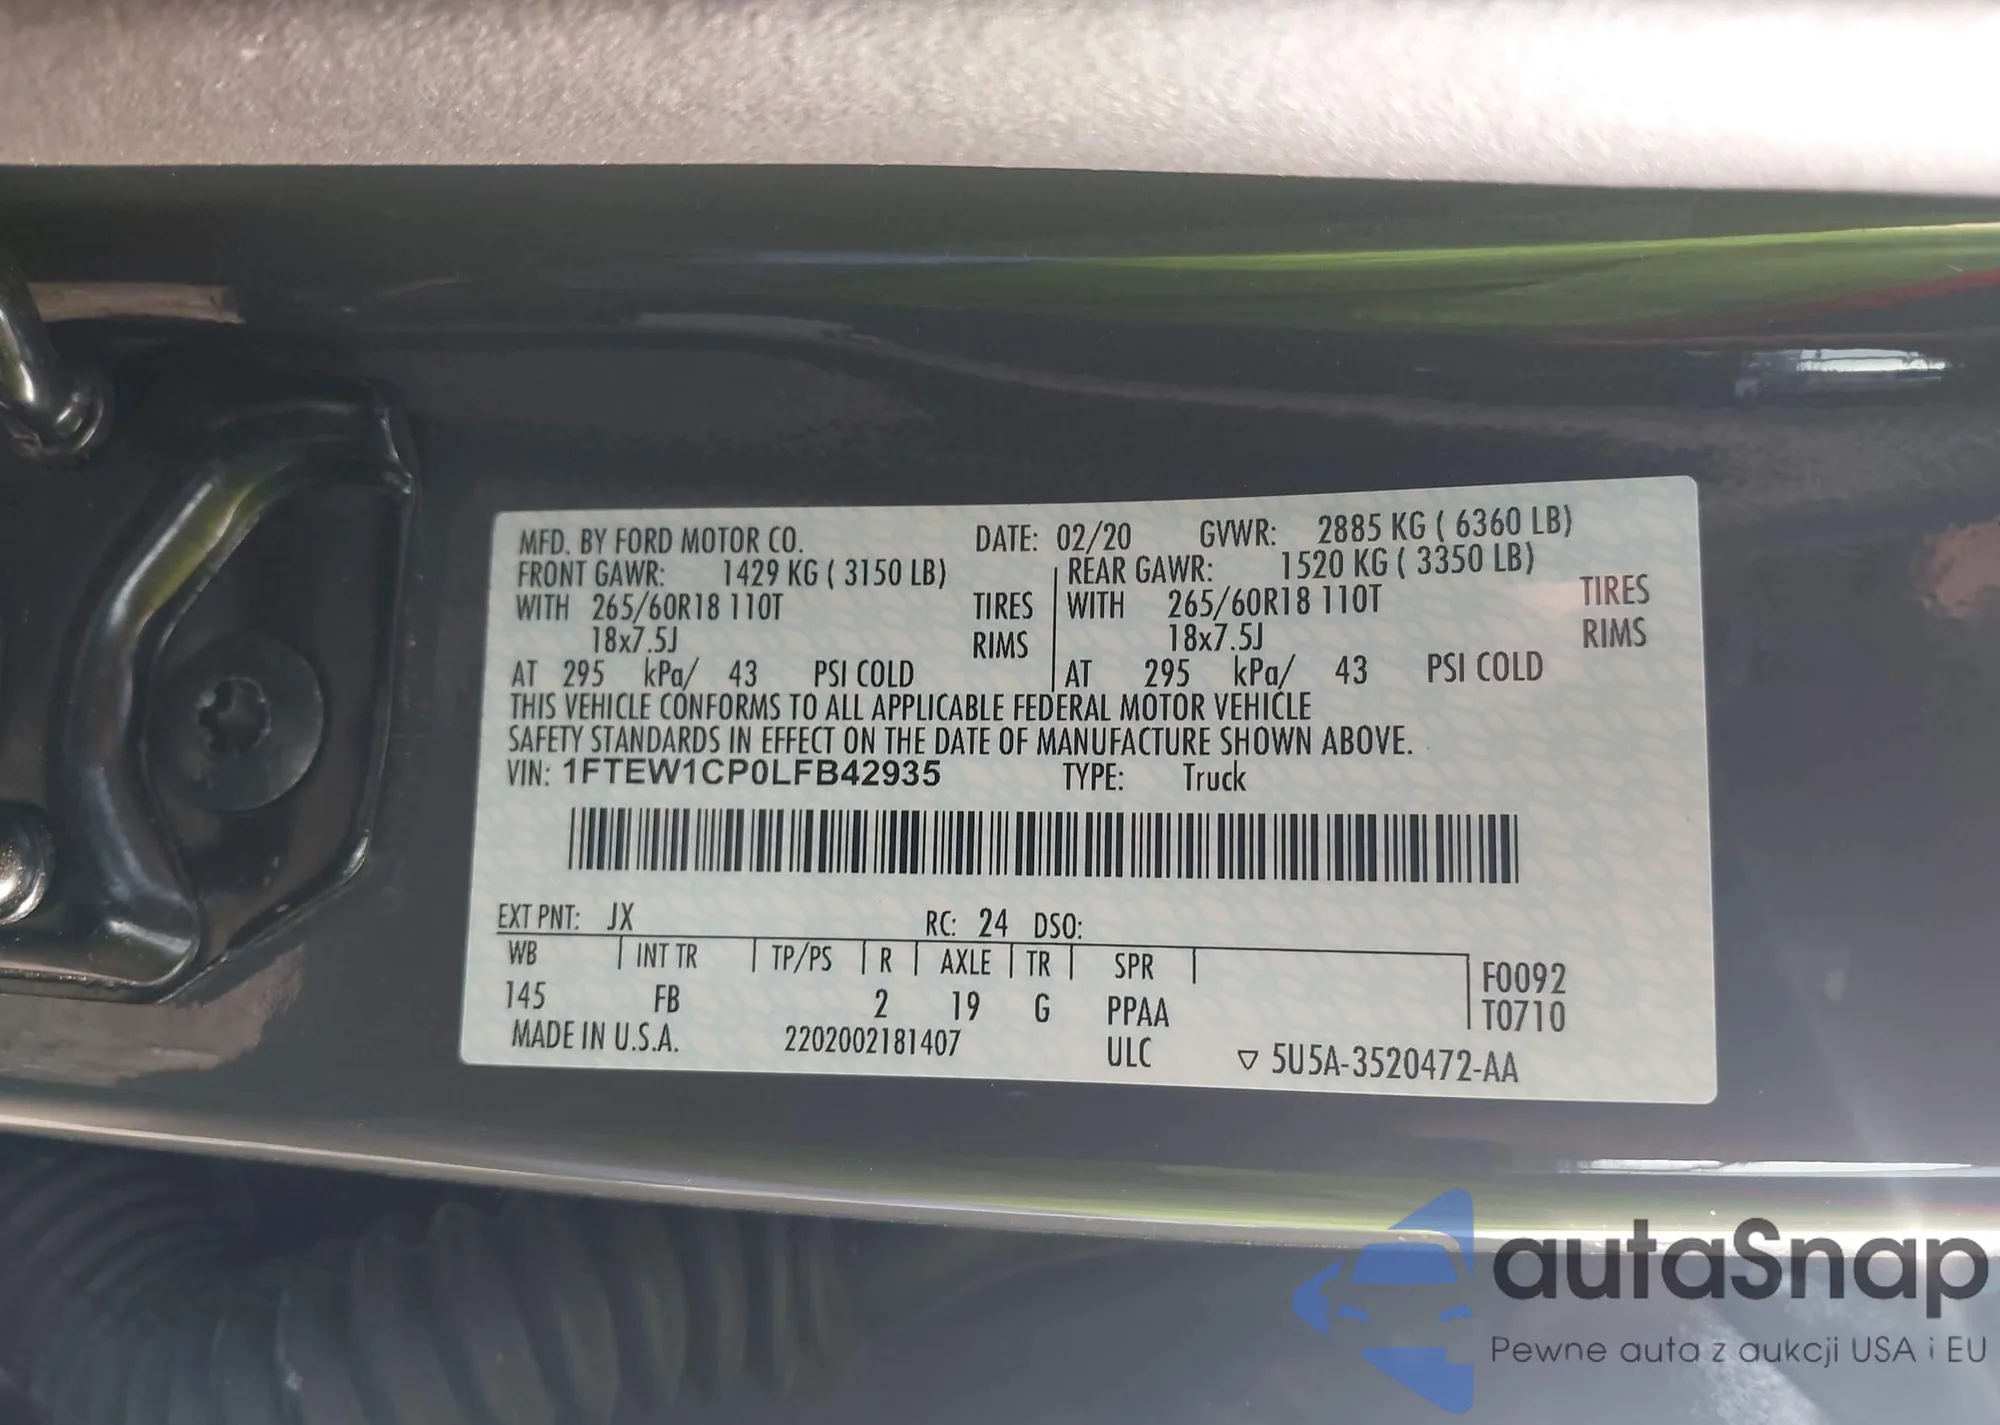 MFD. BY FORD MOTOR CO. DATE: 02/20 GVWR: 2885 KG ( 6360 LB)
FRONT GAWR: 1429 KG ( 3150 LB) REAR GAWR: 1520 KG ( 3350 LB)
WITH 265/60R18 110T TIRES WITH 265/60R18 110T TIRES
18x7.5J RIMS 18x7.5J RIMS
AT 295 kPa/ 43 PSI COLD AT 295 kPa/ 43 PSI COLD
THIS VEHICLE CONFORMS TO ALL APPLICABLE FEDERAL MOTOR VEHICLE
SAFETY STANDARDS IN EFFECT ON THE DATE OF MANUFACTURE SHOWN ABOVE.
VIN: 1FTEW1CP0LFB42935 TYPE: Truck
EXT PNT: JX RC: 24 DSO:
WB INT TR TP/PS R AXLE TR SPR F0092
145 FB 2 19 G PPAA T0710
MADE IN U.S.A. 2202002181407 ULC ▽ 5U5A-3520472-AA
autaSnap
Pewne auta z aukcji USA i EU